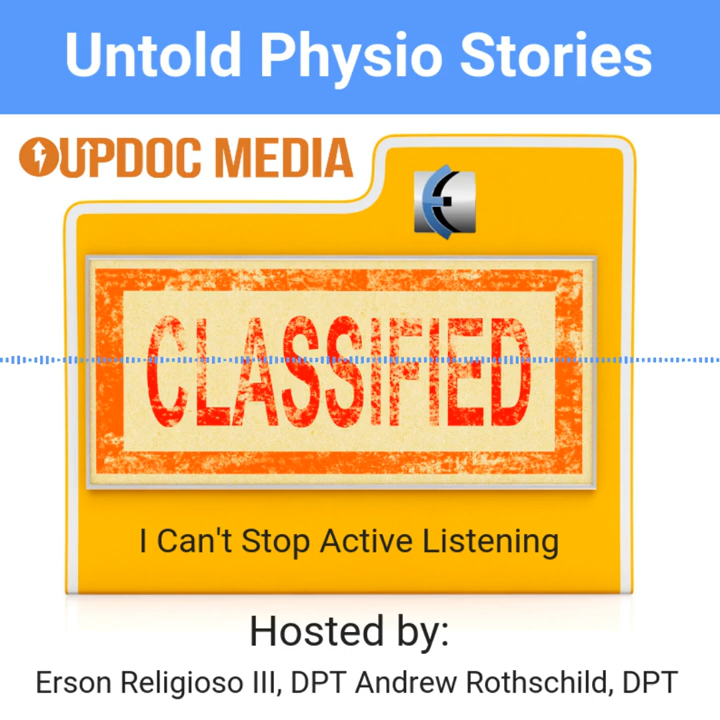 Untold Physio Stories
UPDOC MEDIA
CLASSIFIED
I Can't Stop Active Listening
Hosted by:
Erson Religioso III, DPT Andrew Rothschild, DPT